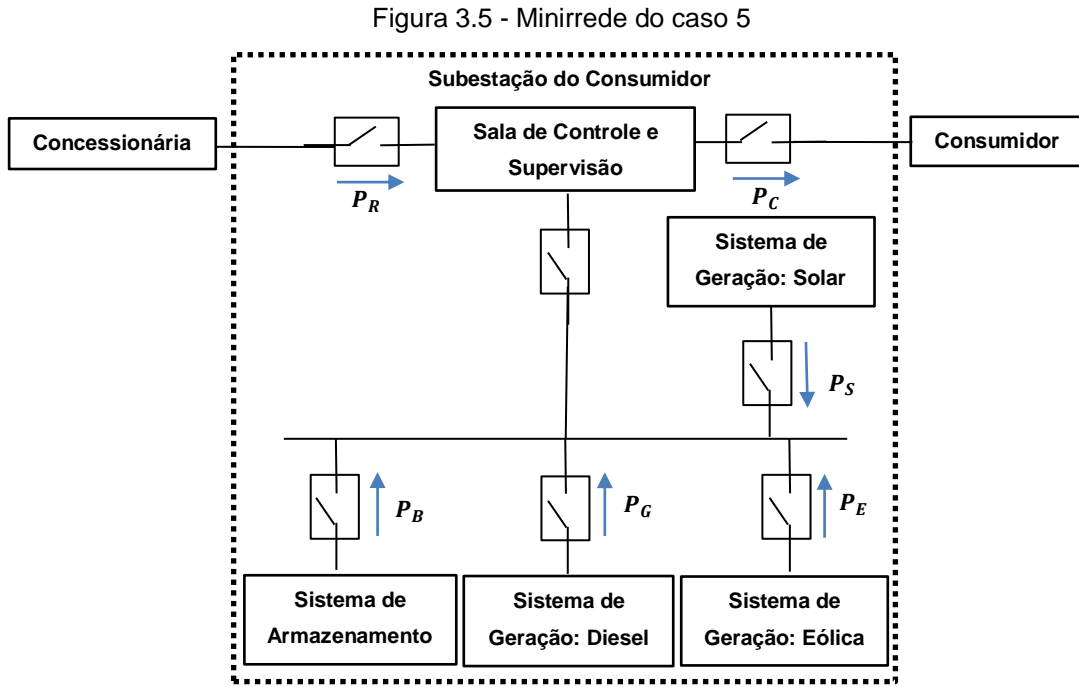 Figura 3.5 - Minirrede do caso 5
Subestação do Consumidor
Concessionária
Sala de Controle e
Supervisão
Consumidor
P_R
P_C
Sistema de
Geração: Solar
P_S
P_B
P_G
P_E
Sistema de
Armazenamento
Sistema de
Geração: Diesel
Sistema de
Geração: Eólica